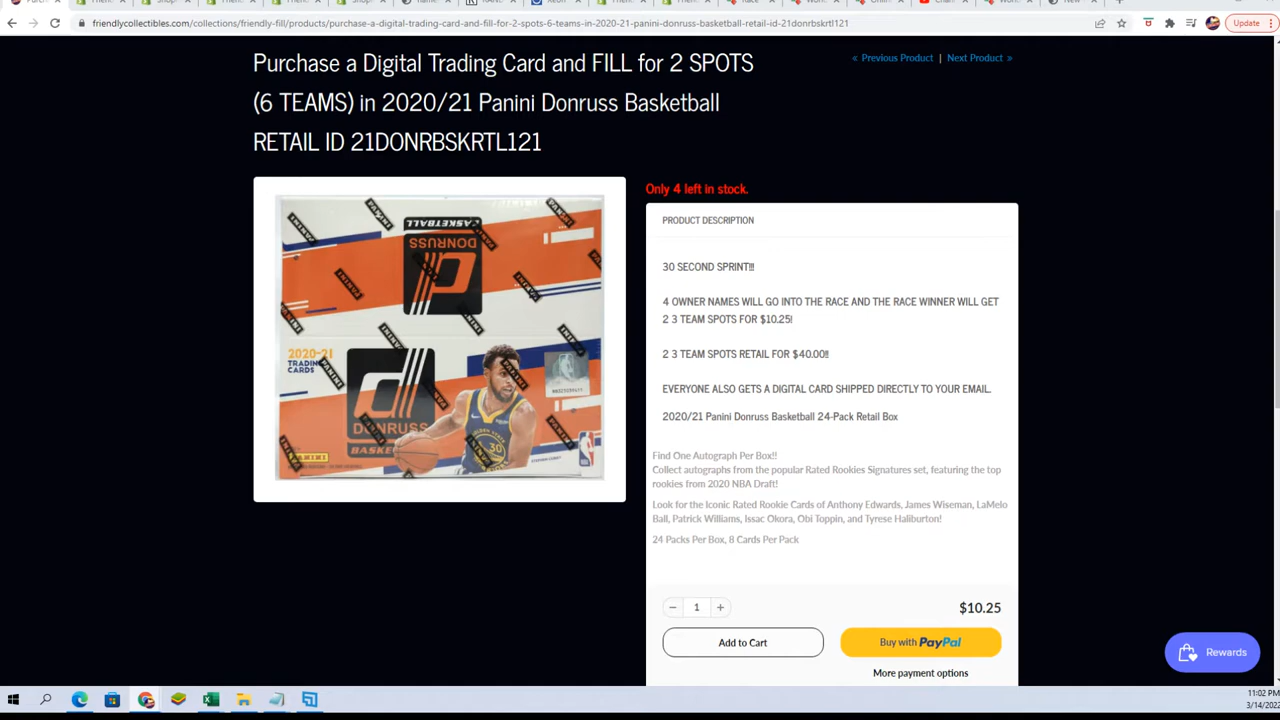 friendlycollectibles.com/collections/friendly-fill/products/purchase-a-digital-trading-card-and-fill-for-2-spots-6-teams-in-2020-21-panini-donruss-basketball-retail-id-21donrbskrtl121
Update
Purchase a Digital Trading Card and FILL for 2 SPOTS
(6 TEAMS) in 2020/21 Panini Donruss Basketball
RETAIL ID 21DONRBSKRTL121
« Previous Product | Next Product »
Only 4 left in stock.
PRODUCT DESCRIPTION
30 SECOND SPRINT!!!
4 OWNER NAMES WILL GO INTO THE RACE AND THE RACE WINNER WILL GET
2 3 TEAM SPOTS FOR $10.25!
2 3 TEAM SPOTS RETAIL FOR $40.00!!
EVERYONE ALSO GETS A DIGITAL CARD SHIPPED DIRECTLY TO YOUR EMAIL.
2020/21 Panini Donruss Basketball 24-Pack Retail Box
Find One Autograph Per Box!!
Collect autographs from the popular Rated Rookies Signatures set, featuring the top
rookies from 2020 NBA Draft!
Look for the Iconic Rated Rookie Cards of Anthony Edwards, James Wiseman, LaMelo
Ball, Patrick Williams, Issac Okora, Obi Toppin, and Tyrese Haliburton!
24 Packs Per Box, 8 Cards Per Pack
− 1 +
$10.25
Add to Cart
Buy with PayPal
More payment options
Rewards
BASKETBALL
DONRUSS
2020-21
TRADING
CARDS
DONRUSS
PANINI
30
11:02 PM